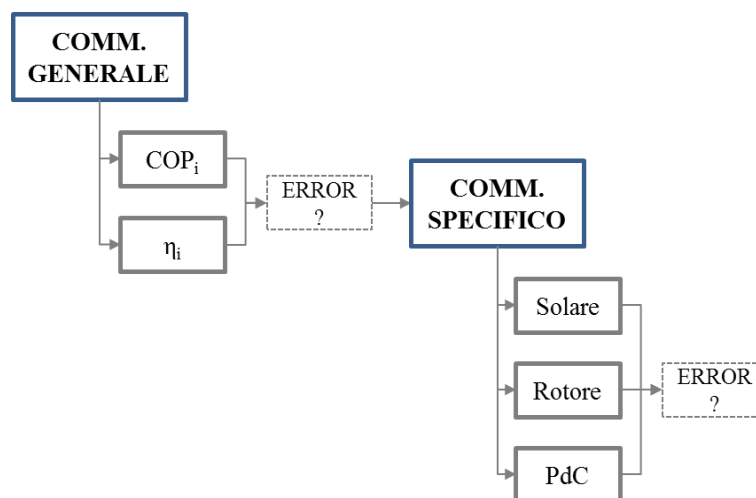 COMM.
GENERALE
COPᵢ
ηᵢ
ERROR
?
COMM.
SPECIFICO
Solare
Rotore
PdC
ERROR
?